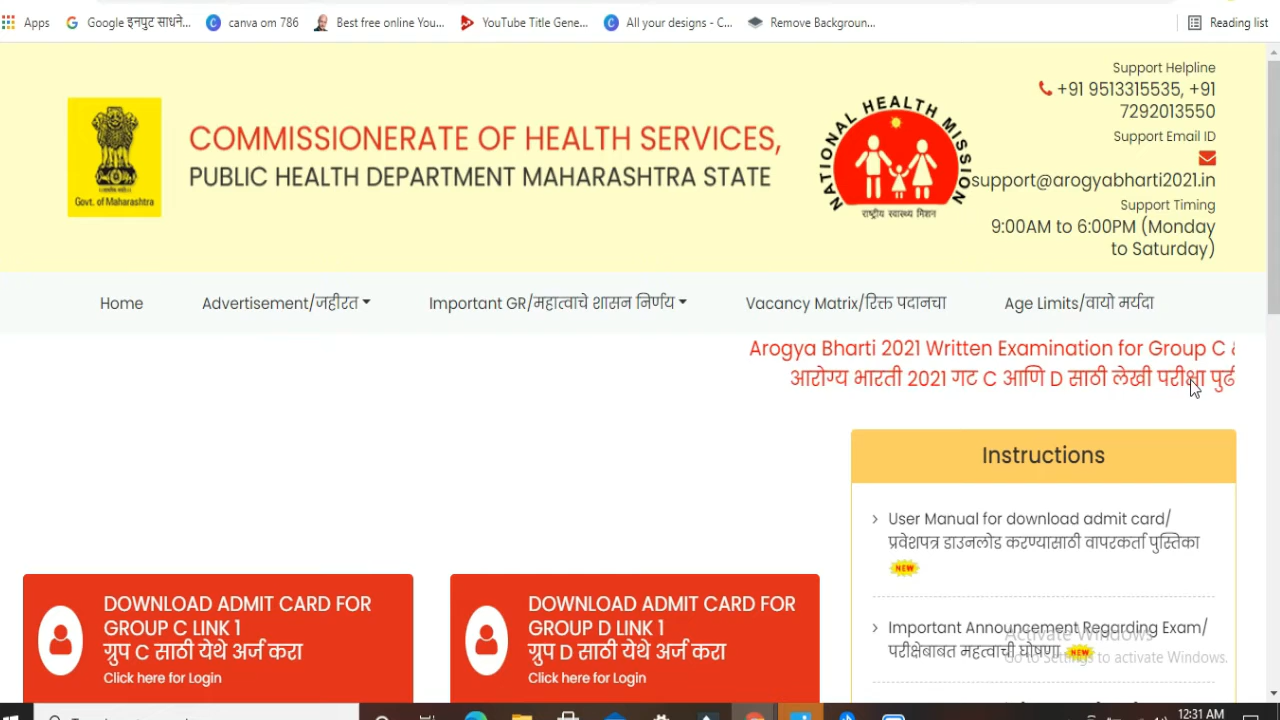 Apps
Google इनपुट साधने...
canva om 786
Best free online You...
YouTube Title Gene...
All your designs - C...
Remove Backgroun...
Reading list
Support Helpline
+91 9513315535, +91
7292013550
Support Email ID
support@arogyabharti2021.in
Support Timing
9:00AM to 6:00PM (Monday
to Saturday)
Govt. of Maharashtra
COMMISSIONERATE OF HEALTH SERVICES,
PUBLIC HEALTH DEPARTMENT MAHARASHTRA STATE
NATIONAL HEALTH MISSION
राष्ट्रीय स्वास्थ्य मिशन
Home
Advertisement/जहीरत
Important GR/महात्वाचे शासन निर्णय
Vacancy Matrix/रिक्त पदानचा
Age Limits/वायो मर्यदा
Arogya Bharti 2021 Written Examination for Group C &
आरोग्य भारती 2021 गट C आणि D साठी लेखी परीक्षा पुढ
Instructions
User Manual for download admit card/
प्रवेशपत्र डाउनलोड करण्यासाठी वापरकर्ता पुस्तिका
NEW
Important Announcement Regarding Exam/
परीक्षेबाबत महत्वाची घोषणा NEW
DOWNLOAD ADMIT CARD FOR
GROUP C LINK 1
ग्रुप C साठी येथे अर्ज करा
Click here for Login
DOWNLOAD ADMIT CARD FOR
GROUP D LINK 1
ग्रुप D साठी येथे अर्ज करा
Click here for Login
Activate Windows
Go to Settings to activate Windows.
12:31 AM